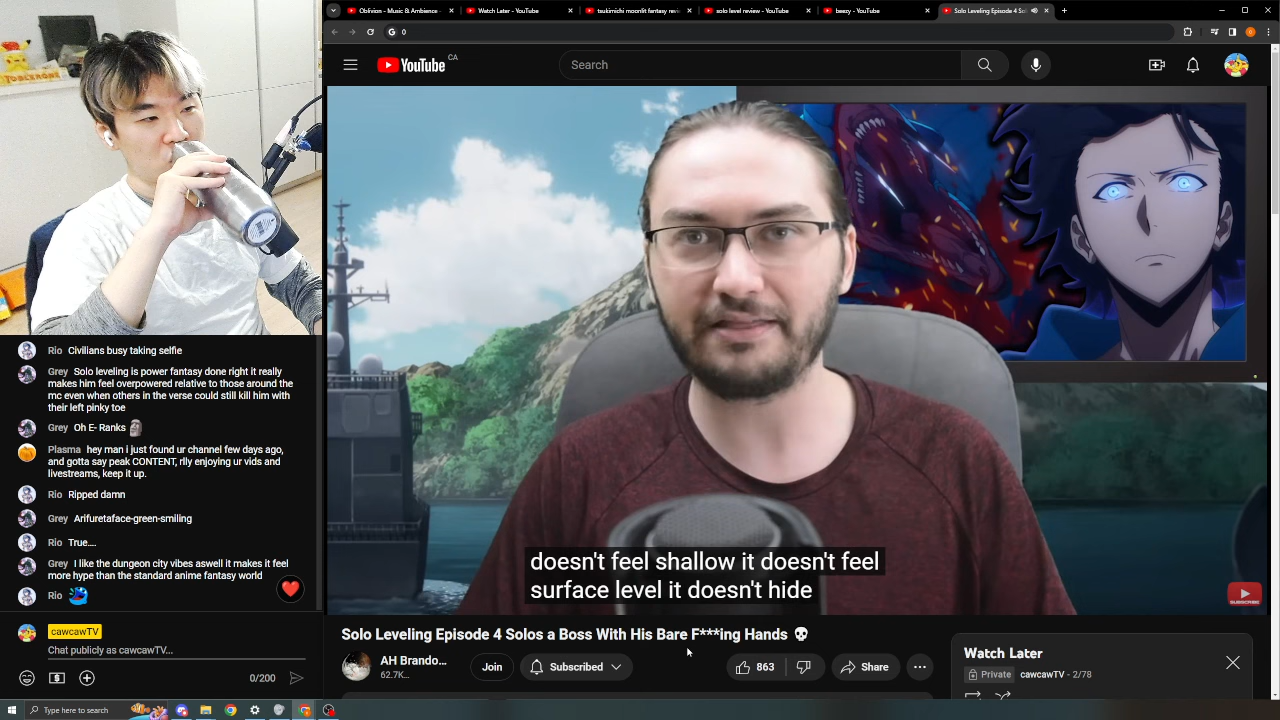 Oblivion - Music & Ambience -
Watch Later - YouTube
tsukimichi moonlit fantasy revie
solo level review - YouTube
beezy - YouTube
Solo Leveling Episode 4 Sol
0
YouTube
CA
Search
TOBLERONE
doesn't feel shallow it doesn't feel
surface level it doesn't hide
SUBSCRIBE
Rio Civilians busy taking selfie
Grey Solo leveling is power fantasy done right it really
makes him feel overpowered relative to those around the
mc even when others in the verse could still kill him with
their left pinky toe
Grey Oh E- Ranks
Plasma hey man i just found ur channel few days ago,
and gotta say peak CONTENT, rlly enjoying ur vids and
livestreams, keep it up.
Rio Ripped damn
Grey Arifuretaface-green-smiling
Rio True....
Grey I like the dungeon city vibes aswell it makes it feel
more hype than the standard anime fantasy world
Rio
cawcawTV
Chat publicly as cawcawTV...
0/200
Solo Leveling Episode 4 Solos a Boss With His Bare F***ing Hands 💀
AH Brando...
62.7K...
Join
Subscribed
863
Share
Watch Later
Private cawcawTV - 2/78
Type here to search